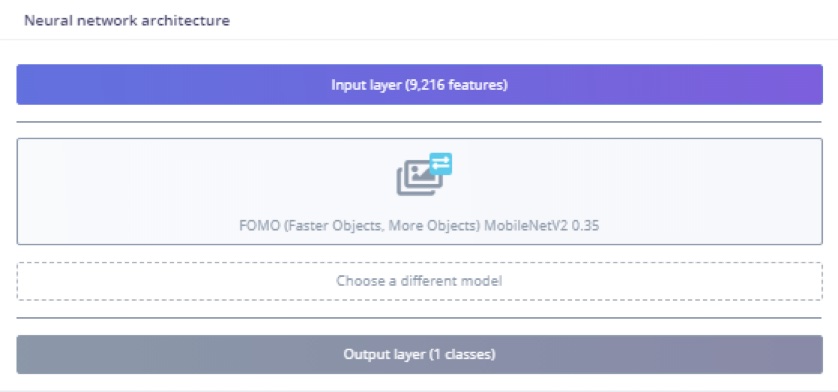 Neural network architecture
Input layer (9,216 features)
FOMO (Faster Objects, More Objects) MobileNetV2 0.35
Choose a different model
Output layer (1 classes)